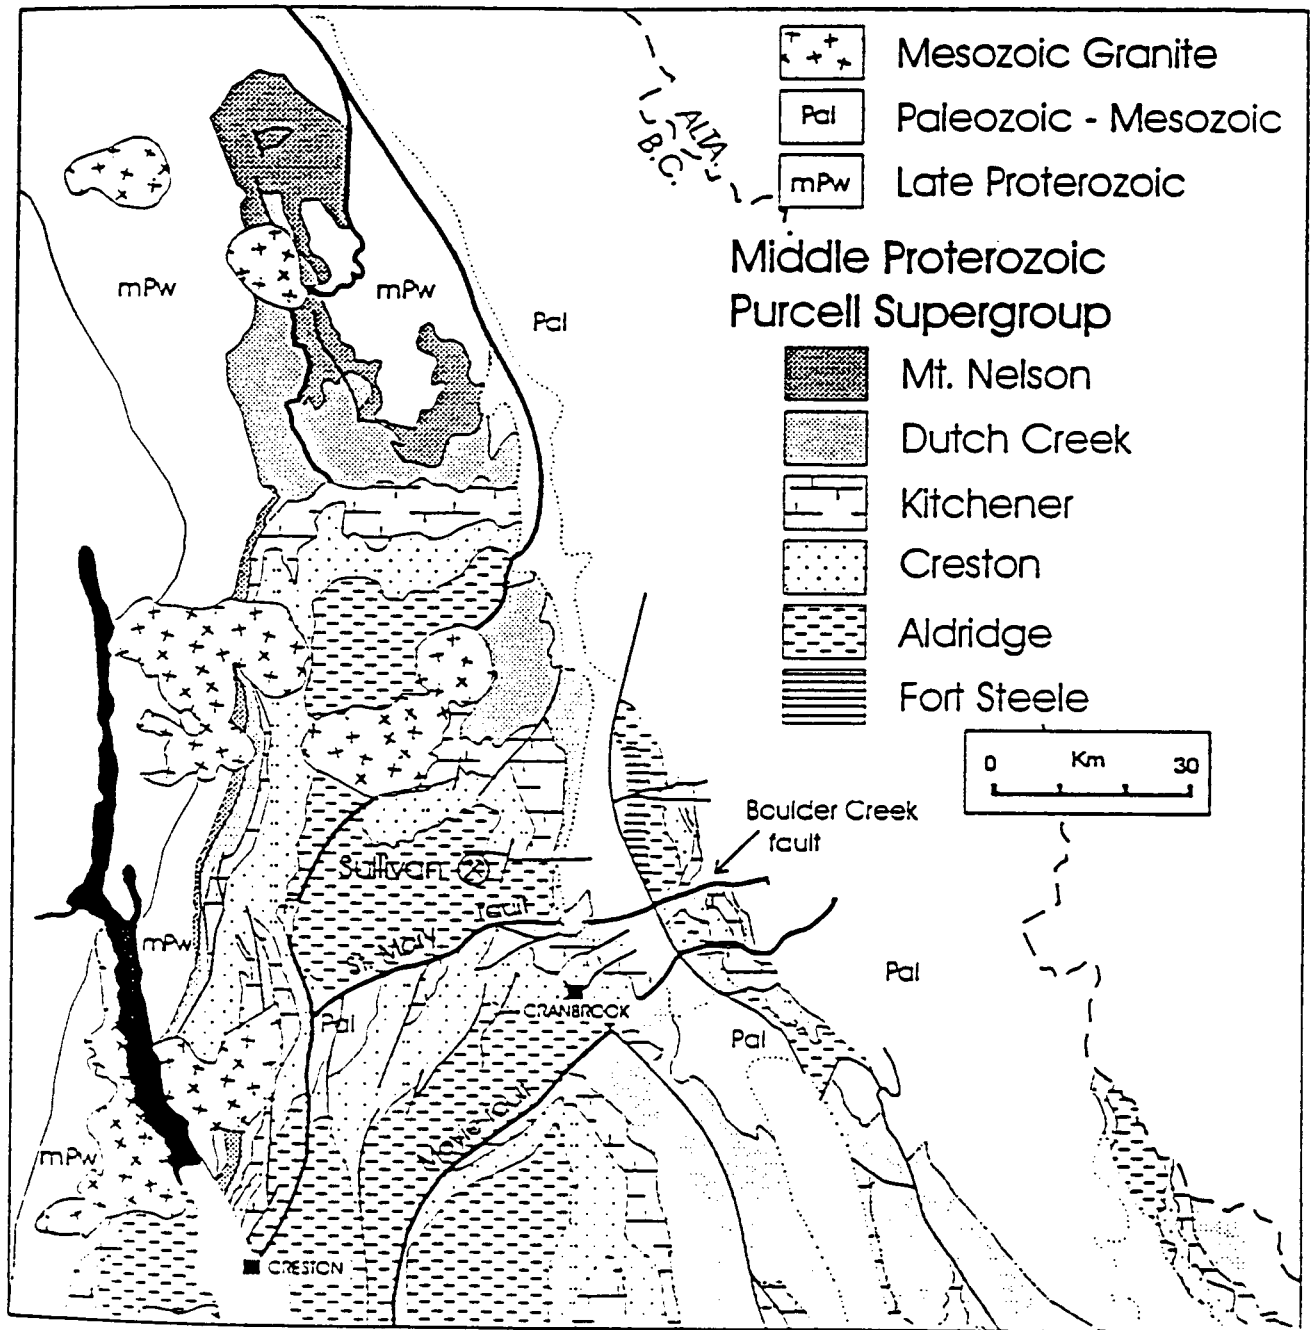 Mesozoic Granite
Pal
Paleozoic - Mesozoic
mPw
Late Proterozoic
Middle Proterozoic
Purcell Supergroup
Mt. Nelson
Dutch Creek
Kitchener
Creston
Aldridge
Fort Steele
0 Km 30
ALTA.
B.C.
mPw
mPw
Pal
Boulder Creek
fault
Sullivan
St. Mary fault
mPw
Pal
CRANBROOK
Pal
Pal
Moyie fault
mPw
CRESTON